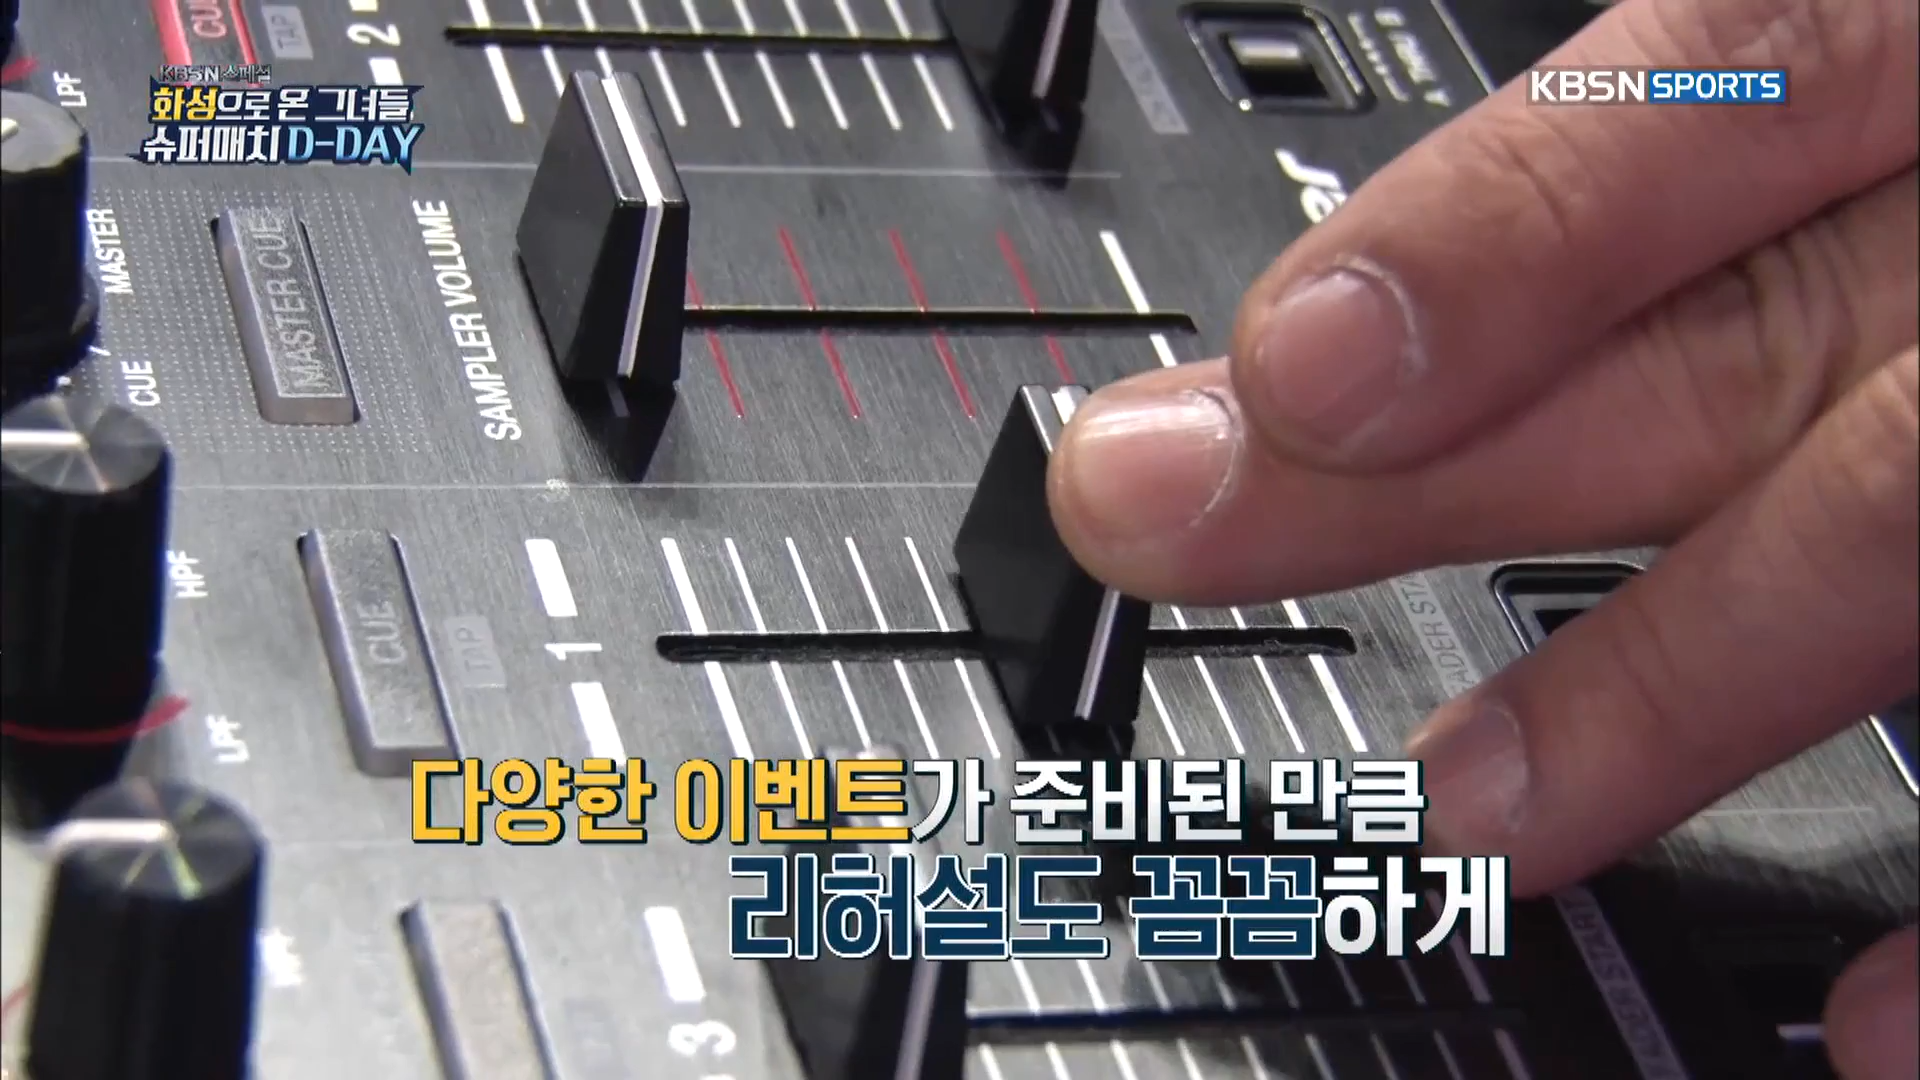 KBSN 스페셜
화성으로 온 그녀들
슈퍼매치 D-DAY
KBSN SPORTS
CUE
TAP
2
LPF
MASTER
CUE
MASTER CUE
SAMPLER VOLUME
HPF
CUE
TAP
1
LPF
3
다양한 이벤트가 준비된 만큼
리허설도 꼼꼼하게